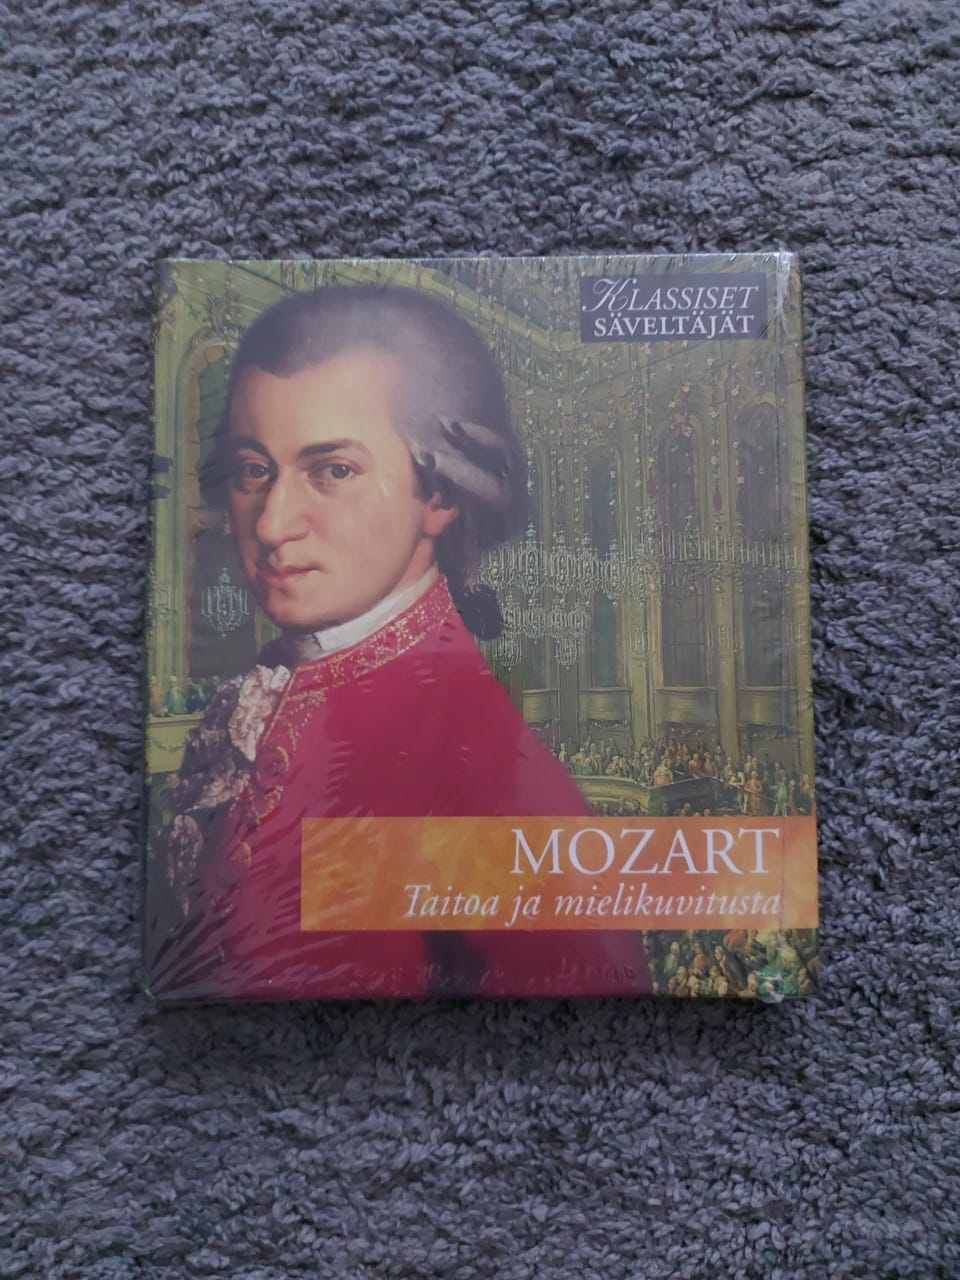 KLASSISET
SÄVELTÄJÄT
MOZART
Taitoa ja mielikuvitusta